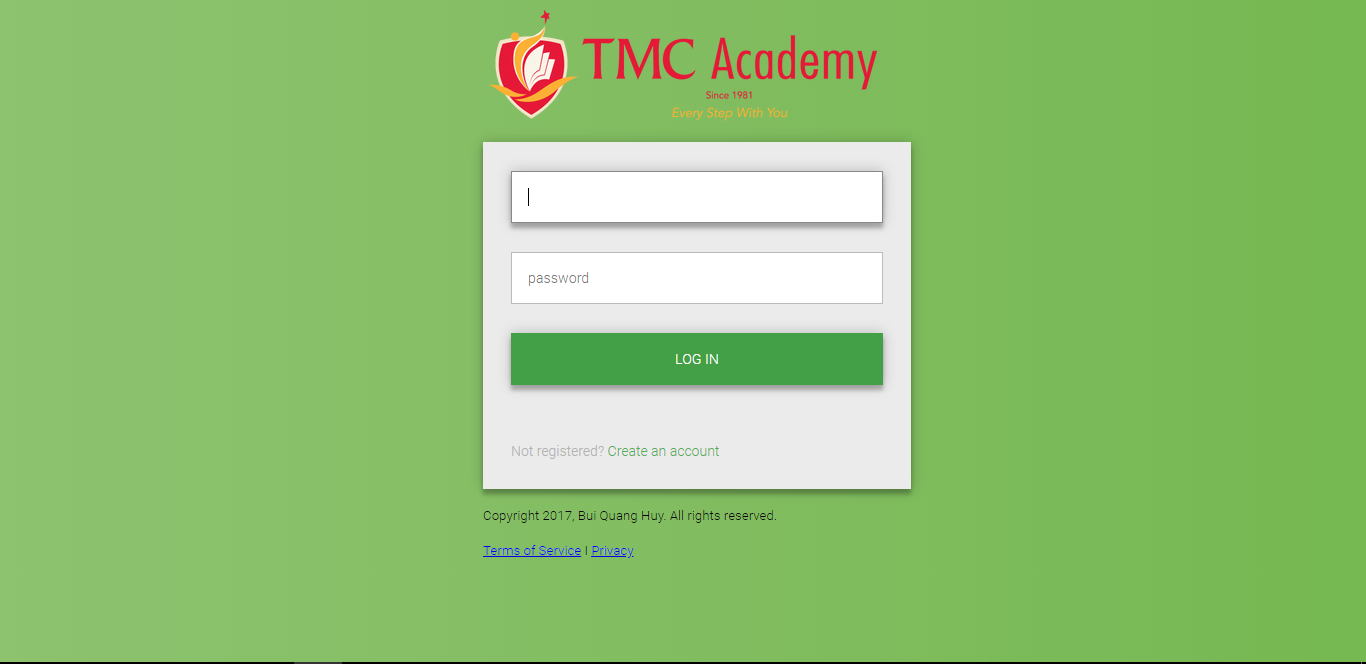 TMC Academy
Since 1981
Every Step With You
password
LOG IN
Not registered? Create an account
Copyright 2017, Bui Quang Huy. All rights reserved.
Terms of Service I Privacy